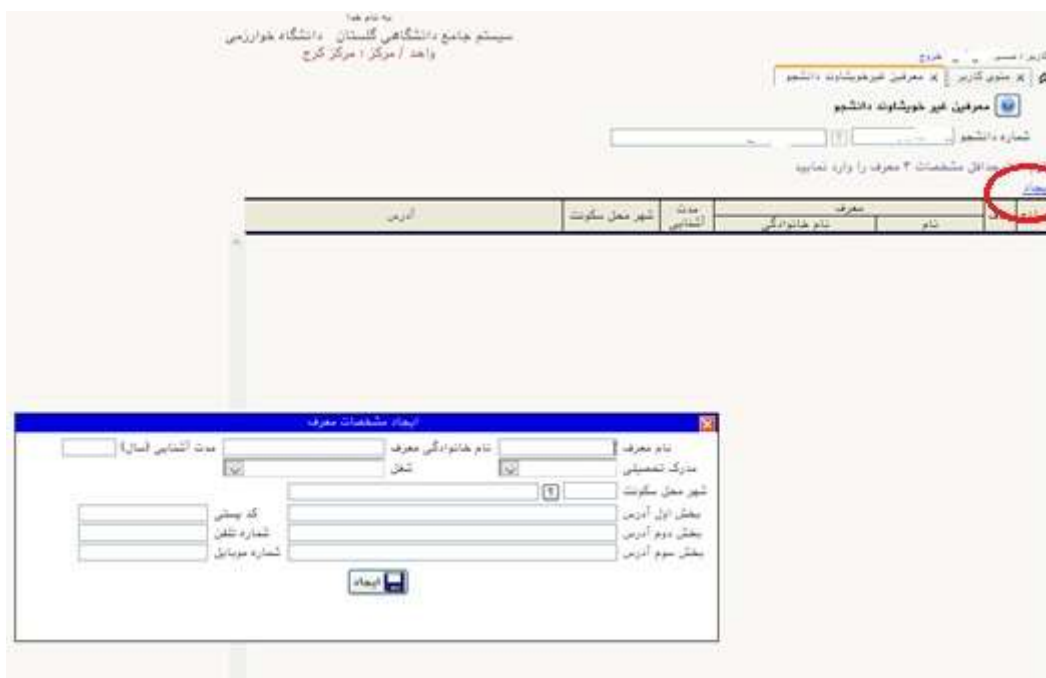 به نام خدا
سیستم جامع دانشگاهی گلستان دانشگاه خوارزمی
واحد / مرکز : مرکز کرج
خروج
منوی کاربر x معرفین غیرخویشاوند دانشجو x
معرفین غیر خویشاوند دانشجو
شماره دانشجو ?
حداقل مشخصات ۳ معرف را وارد نمایید
ایجاد
معرف مدت آشنایی شهر محل سکونت آدرس
نام نام خانوادگی
ایجاد مشخصات معرف
نام معرف نام خانوادگی معرف مدت آشنایی (سال)
مدرک تحصیلی شغل
شهر محل سکونت ?
بخش اول آدرس کد پستی
بخش دوم آدرس شماره تلفن
بخش سوم آدرس شماره موبایل
ایجاد